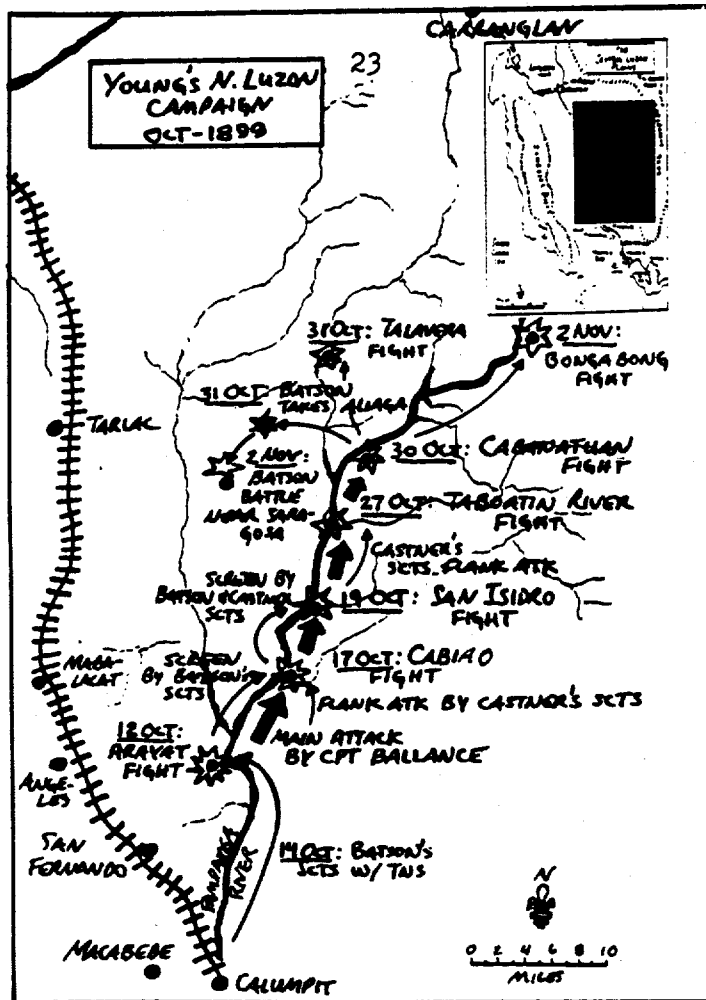 CARRANGLAN
23
YOUNG'S N. LUZON
CAMPAIGN
OCT-1899
31 OCT: TALAVERA
FIGHT
2 NOV:
BONGABONG
FIGHT
31 OCT: BATSON
TAKES ALIAGA
TARLAC
30 OCT: CABANATUAN
FIGHT
2 NOV:
BATSON
BATTLE
NEAR SARA-
GOSA
27 OCT: TABOATIN RIVER
FIGHT
CASTNER'S
SCTS FLANK ATK
SCREEN BY
BATSON & CASTNER
SCTS
19 OCT: SAN ISIDRO
FIGHT
17 OCT: CABIAO
FIGHT
MABA-
LACAT
SCREEN
BY BATSON'S
SCTS
FLANK ATK BY CASTNER'S SCTS
12 OCT:
ARAYAT
FIGHT
MAIN ATTACK
BY CPT BALLANCE
ANGE-
LES
SAN
FERNANDO
14 OCT: BATSON'S
SCTS W/ TNS
PAMPANGA
RIVER
N
0 2 4 6 8 10
MILES
MACABEBE
CALUMPIT